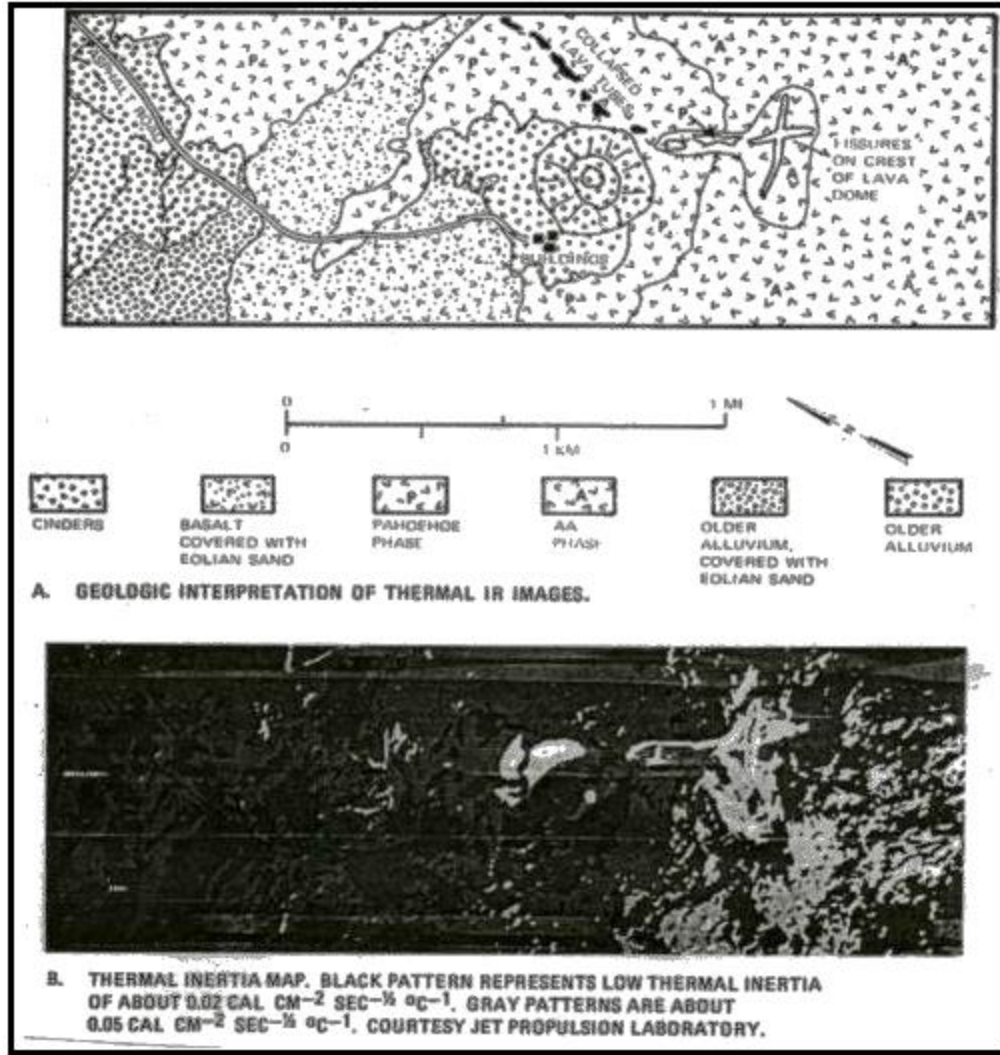 ASPHALT ROAD
COLLAPSED
LAVA TUBES
P
P
P
A
A
P
FISSURES
ON CREST
OF LAVA
DOME
P
P
A
A
BUILDINGS
P
A
A
0 1 MI
0 1 KM
N
P
A
CINDERS
BASALT
COVERED WITH
EOLIAN SAND
PAHOEHOE
PHASE
AA
PHASE
OLDER
ALLUVIUM,
COVERED WITH
EOLIAN SAND
OLDER
ALLUVIUM
A. GEOLOGIC INTERPRETATION OF THERMAL IR IMAGES.
B. THERMAL INERTIA MAP. BLACK PATTERN REPRESENTS LOW THERMAL INERTIA
OF ABOUT 0.02 CAL CM⁻² SEC⁻½ ºC⁻¹. GRAY PATTERNS ARE ABOUT
0.05 CAL CM⁻² SEC⁻½ ºC⁻¹. COURTESY JET PROPULSION LABORATORY.